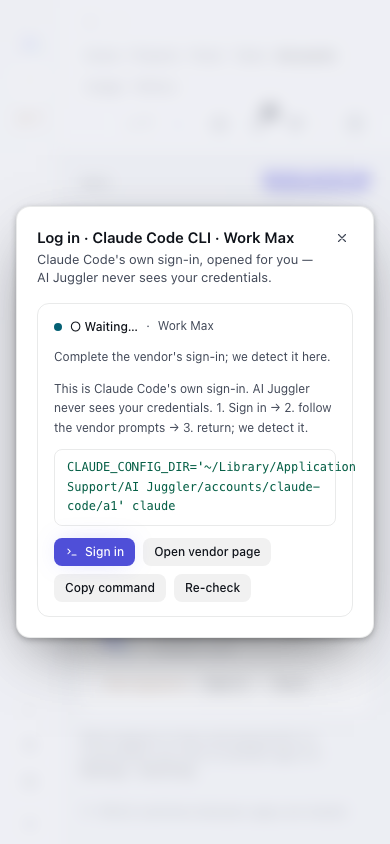 Log in · Claude Code CLI · Work Max
Claude Code's own sign-in, opened for you —
AI Juggler never sees your credentials.
Waiting… · Work Max
Complete the vendor's sign-in; we detect it here.
This is Claude Code's own sign-in. AI Juggler
never sees your credentials. 1. Sign in → 2. follow
the vendor prompts → 3. return; we detect it.
CLAUDE_CONFIG_DIR='~/Library/Application
Support/AI Juggler/accounts/claude-
code/a1' claude
Sign in
Open vendor page
Copy command
Re-check